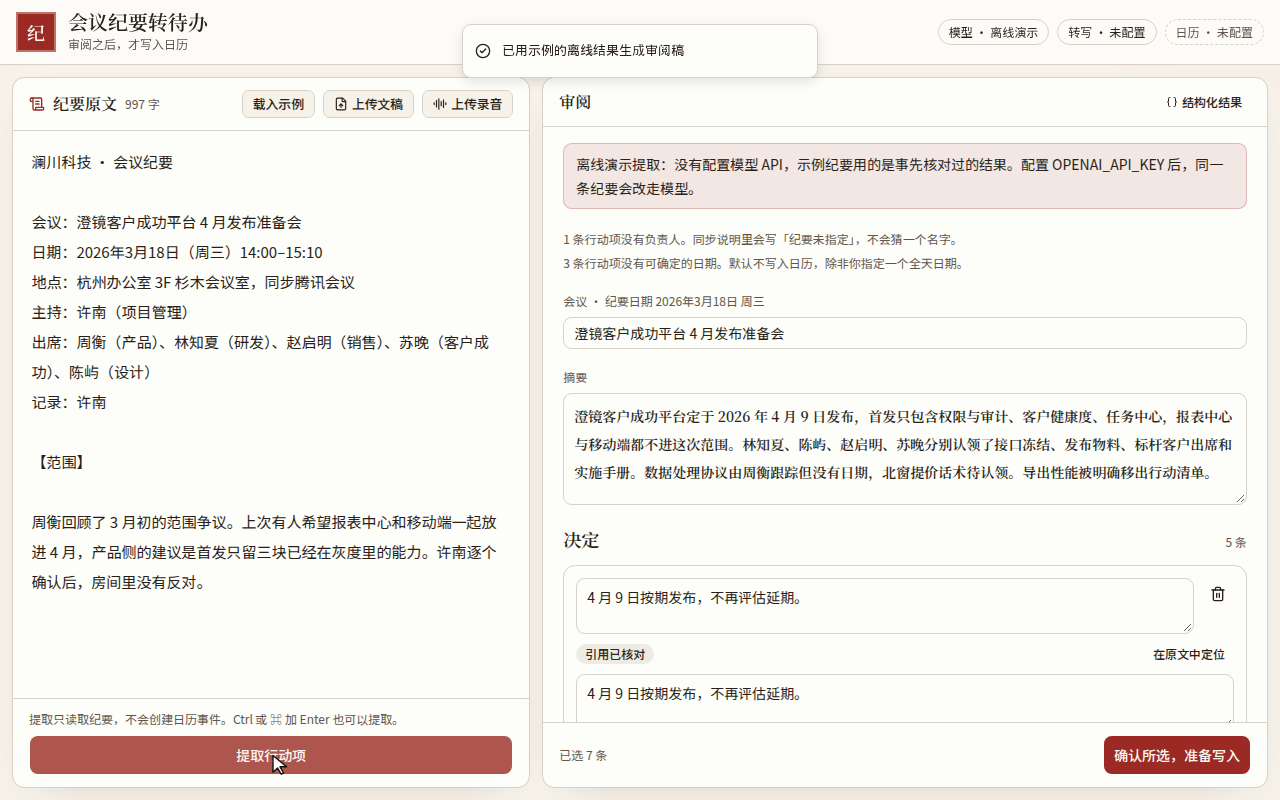 纪
会议纪要转待办
审阅之后，才写入日历
已用示例的离线结果生成审阅稿
模型 · 离线演示
转写 · 未配置
日历 · 未配置
纪要原文 997 字
载入示例
上传文稿
上传录音
澜川科技 · 会议纪要
会议：澄镜客户成功平台 4 月发布准备会
日期：2026年3月18日（周三）14:00–15:10
地点：杭州办公室 3F 杉木会议室，同步腾讯会议
主持：许南（项目管理）
出席：周衡（产品）、林知夏（研发）、赵启明（销售）、苏晚（客户成
功）、陈屿（设计）
记录：许南
【范围】
周衡回顾了 3 月初的范围争议。上次有人希望报表中心和移动端一起放
进 4 月，产品侧的建议是首发只留三块已经在灰度里的能力。许南逐个
确认后，房间里没有反对。
提取只读取纪要，不会创建日历事件。Ctrl 或 ⌘ 加 Enter 也可以提取。
提取行动项
审阅
结构化结果
离线演示提取：没有配置模型 API，示例纪要用的是事先核对过的结果。配置 OPENAI_API_KEY 后，同一
条纪要会改走模型。
1 条行动项没有负责人。同步说明里会写「纪要未指定」，不会猜一个名字。
3 条行动项没有可确定的日期。默认不写入日历，除非你指定一个全天日期。
会议 · 纪要日期 2026年3月18日 周三
澄镜客户成功平台 4 月发布准备会
摘要
澄镜客户成功平台定于 2026 年 4 月 9 日发布，首发只包含权限与审计、客户健康度、任务中心，报表中心
与移动端都不进这次范围。林知夏、陈屿、赵启明、苏晚分别认领了接口冻结、发布物料、标杆客户出席和
实施手册。数据处理协议由周衡跟踪但没有日期，北窗提价话术待认领。导出性能被明确移出行动清单。
决定
5 条
4 月 9 日按期发布，不再评估延期。
引用已核对
在原文中定位
4 月 9 日按期发布，不再评估延期。
已选 7 条
确认所选，准备写入